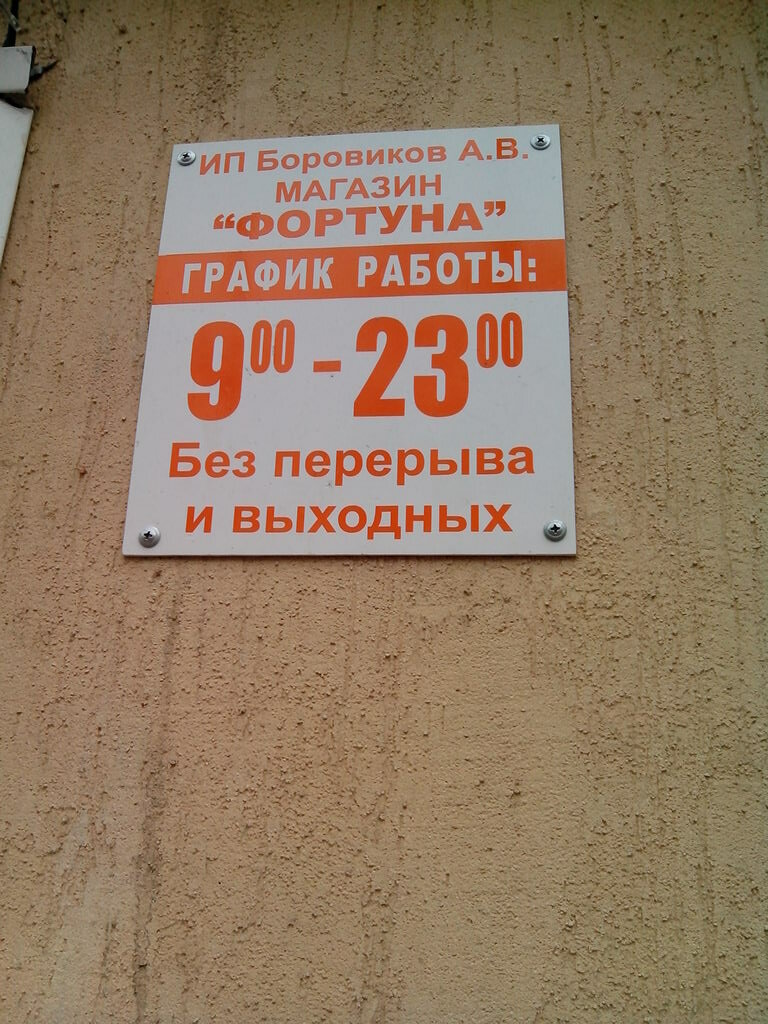 ИП Боровиков А.В.
МАГАЗИН
“ФОРТУНА”
ГРАФИК РАБОТЫ:
9⁰⁰ - 23⁰⁰
Без перерыва
и выходных